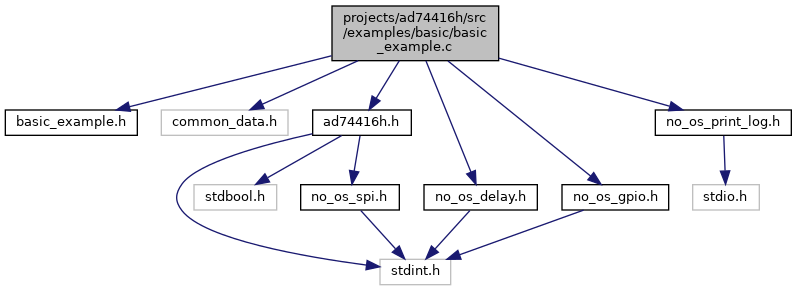 projects/ad74416h/src
/examples/basic/basic
_example.c
basic_example.h
common_data.h
ad74416h.h
no_os_print_log.h
stdbool.h
no_os_spi.h
no_os_delay.h
no_os_gpio.h
stdio.h
stdint.h